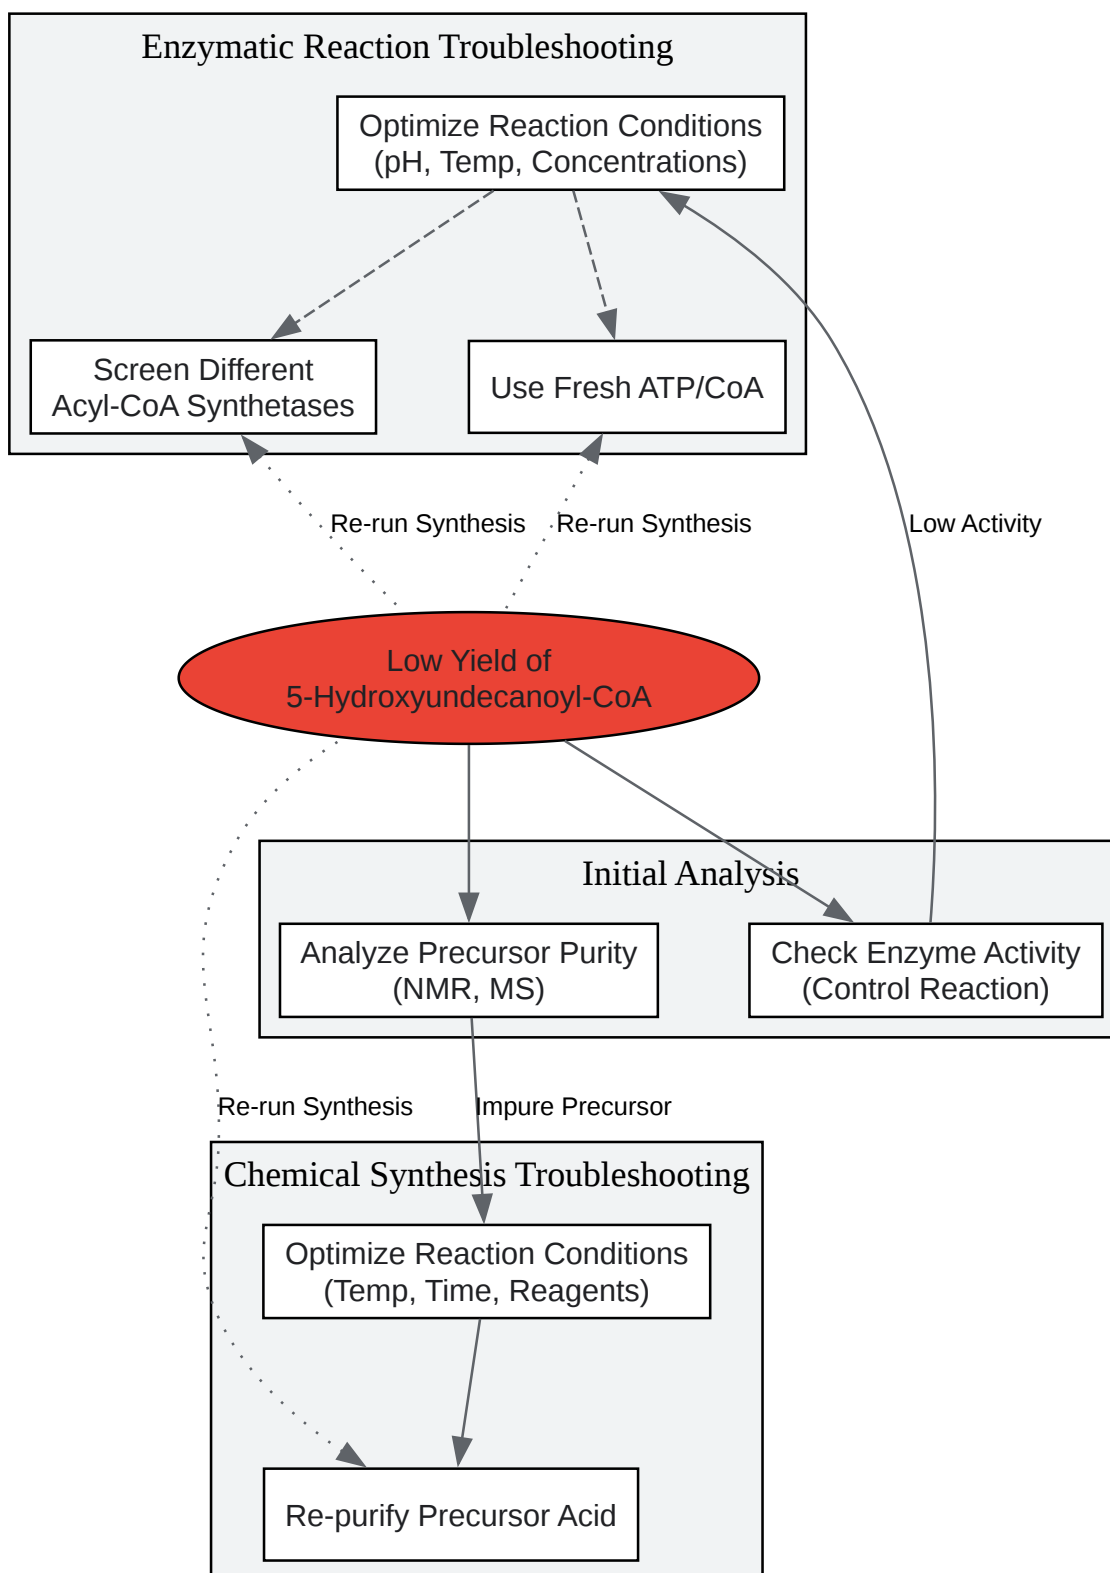 Enzymatic Reaction Troubleshooting
Optimize Reaction Conditions
(pH, Temp, Concentrations)
Screen Different
Acyl-CoA Synthetases
Use Fresh ATP/CoA
Re-run Synthesis
Re-run Synthesis
Low Activity
Low Yield of
5-Hydroxyundecanoyl-CoA
Initial Analysis
Analyze Precursor Purity
(NMR, MS)
Check Enzyme Activity
(Control Reaction)
Re-run Synthesis
Impure Precursor
Chemical Synthesis Troubleshooting
Optimize Reaction Conditions
(Temp, Time, Reagents)
Re-purify Precursor Acid